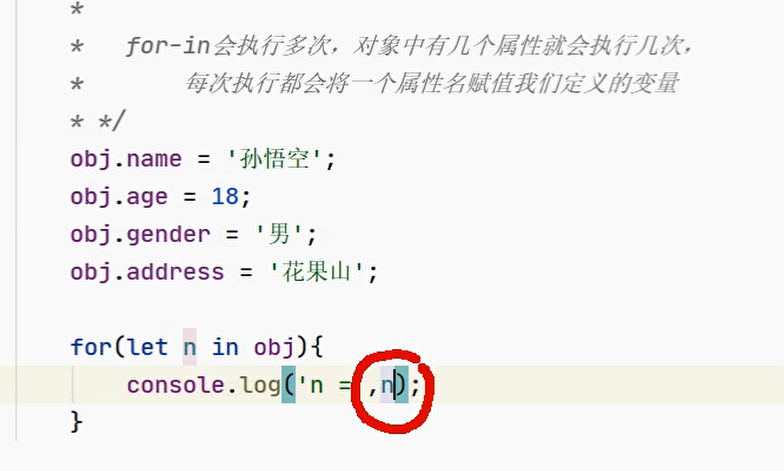 *
* for-in会执行多次，对象中有几个属性就会执行几次，
* 每次执行都会将一个属性名赋值我们定义的变量
* */
obj.name = '孙悟空';
obj.age = 18;
obj.gender = '男';
obj.address = '花果山';
for(let n in obj){
console.log('n = ,n);
}